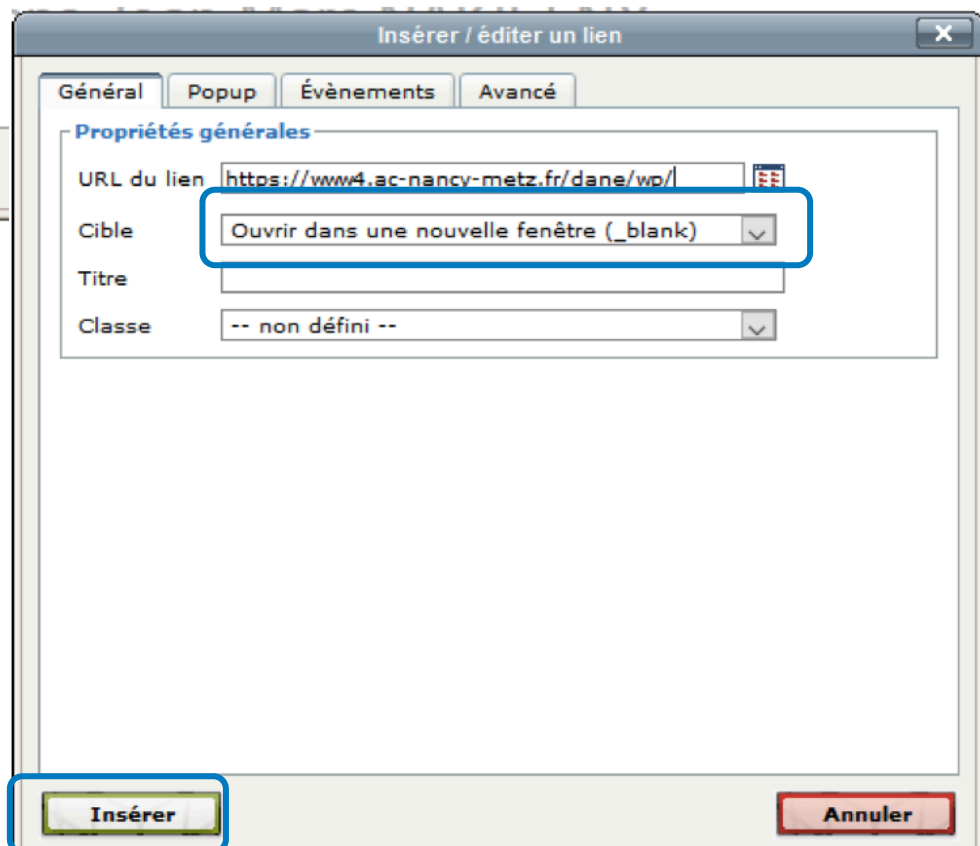 Insérer / éditer un lien
Général Popup Évènements Avancé
Propriétés générales
URL du lien https://www4.ac-nancy-metz.fr/dane/wp/
Cible Ouvrir dans une nouvelle fenêtre (_blank)
Titre
Classe -- non défini --
Insérer Annuler